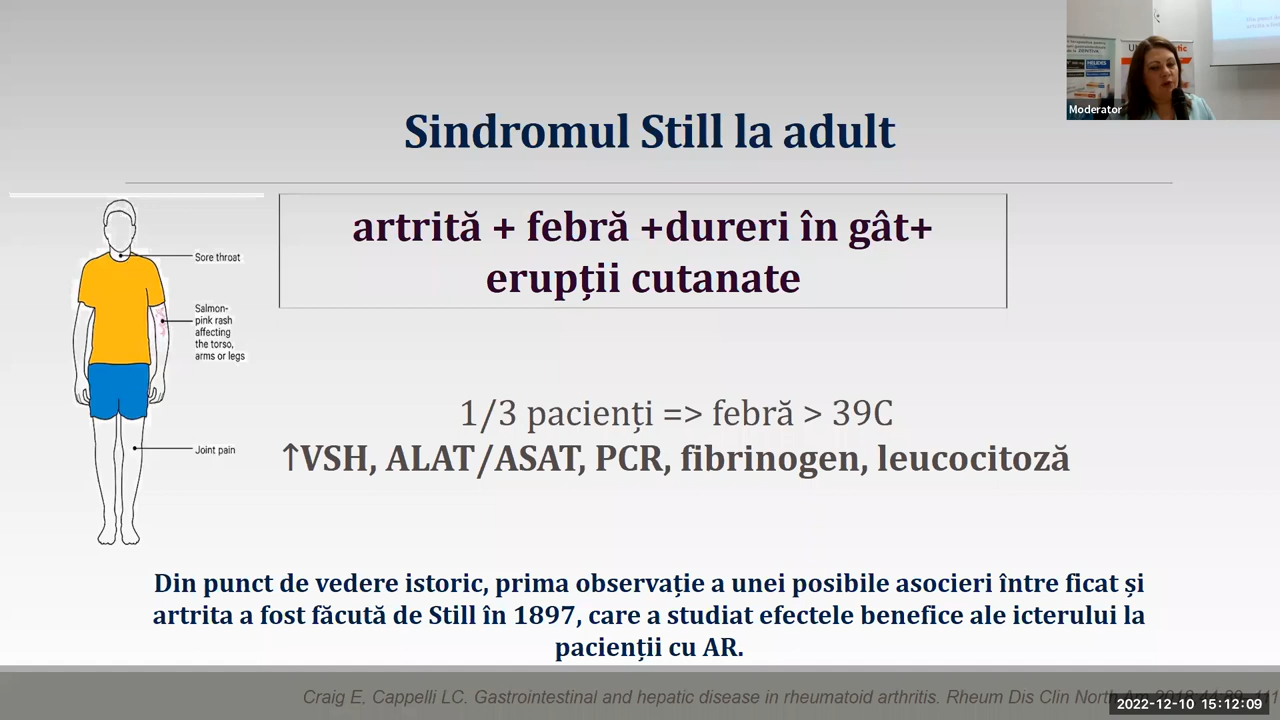 Sindromul Still la adult
artrită + febră +dureri în gât+
erupții cutanate
Sore throat
Salmon-
pink rash
affecting
the torso,
arms or legs
Joint pain
1/3 pacienți => febră > 39C
↑VSH, ALAT/ASAT, PCR, fibrinogen, leucocitoză
Din punct de vedere istoric, prima observație a unei posibile asocieri între ficat și
artrita a fost făcută de Still în 1897, care a studiat efectele benefice ale icterului la
pacienții cu AR.
Craig E. Cappelli LC. Gastrointestinal and hepatic disease in rheumatoid arthritis. Rheum Dis Clin North Am
Moderator
2022-12-10 15:12:09